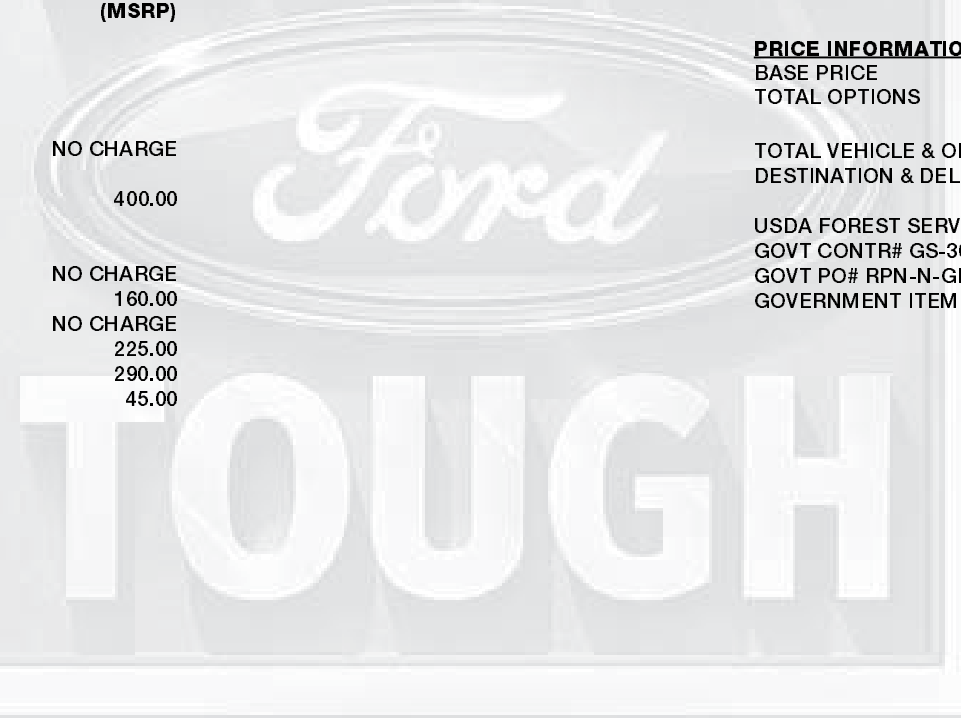 (MSRP)
NO CHARGE
400.00
NO CHARGE
160.00
NO CHARGE
225.00
290.00
45.00
PRICE INFORMATIO
BASE PRICE
TOTAL OPTIONS
TOTAL VEHICLE &
DESTINATION & DEL
USDA FOREST SERV
GOVT CONTR# GS-30
GOVT PO# RPN-N-G
GOVERNMENT ITEM
Ford
TOUGH